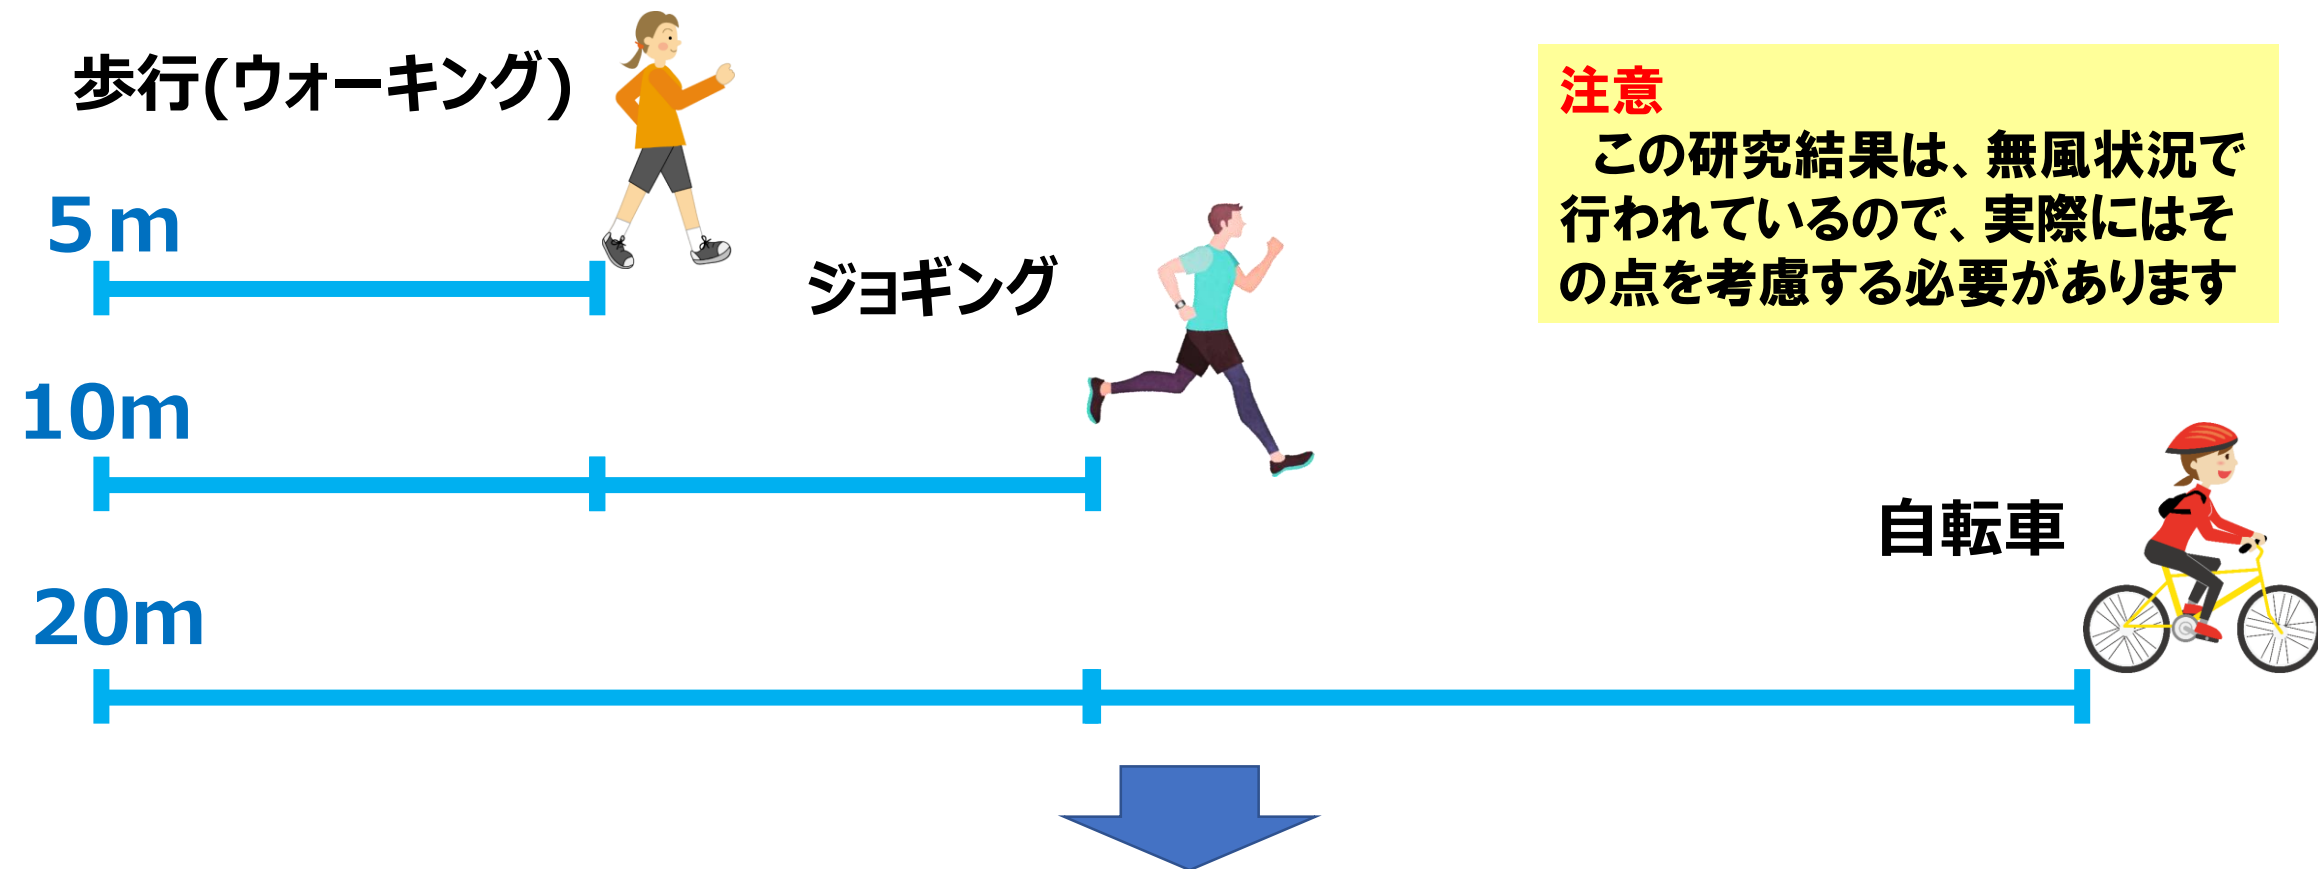 歩行(ウォーキング)
5m
ジョギング
10m
自転車
20m
注意
この研究結果は、無風状況で
行われているので、実際にはそ
の点を考慮する必要があります